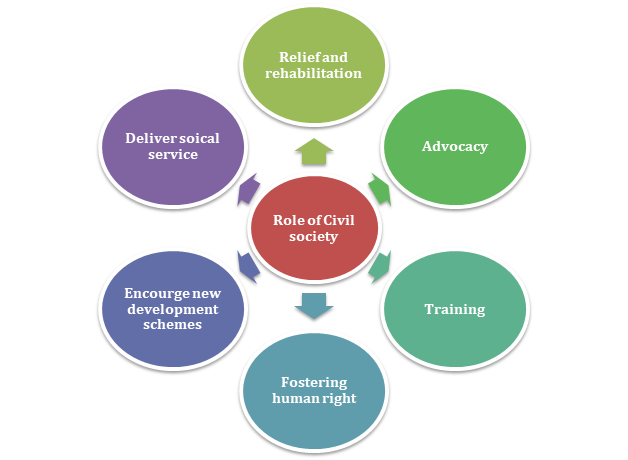 Relief and
rehabilitation
Advocacy
Training
Fostering
human right
Encourge new
development
schemes
Deliver soical
service
Role of Civil
society